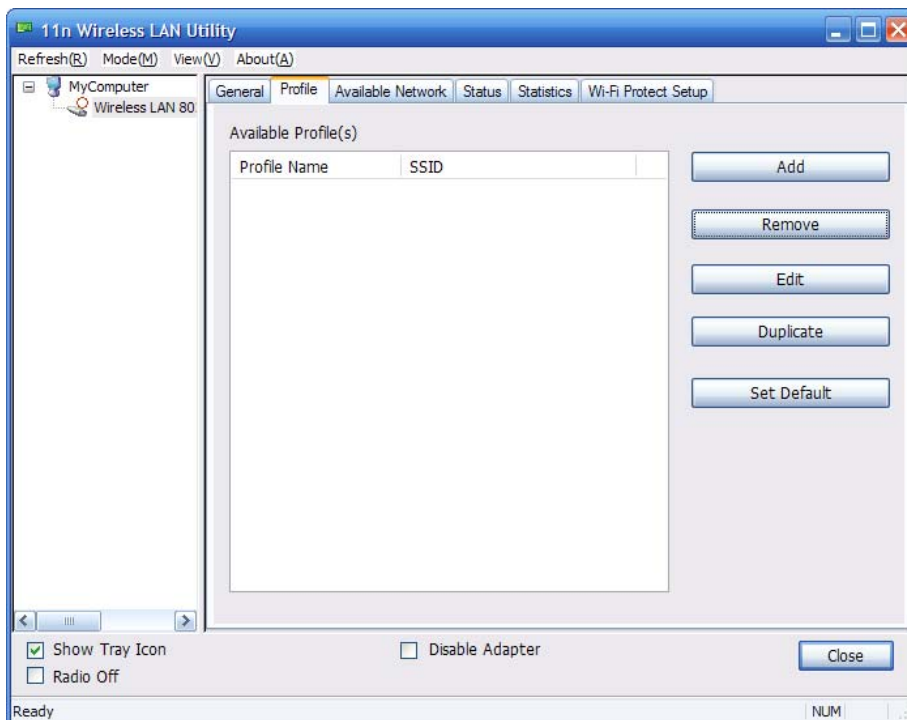 11n Wireless LAN Utility
Refresh(R) Mode(M) View(V) About(A)
MyComputer
Wireless LAN 80
General Profile Available Network Status Statistics Wi-Fi Protect Setup
Available Profile(s)
Profile Name SSID
Add
Remove
Edit
Duplicate
Set Default
Show Tray Icon
Radio Off
Disable Adapter
Close
Ready
NUM